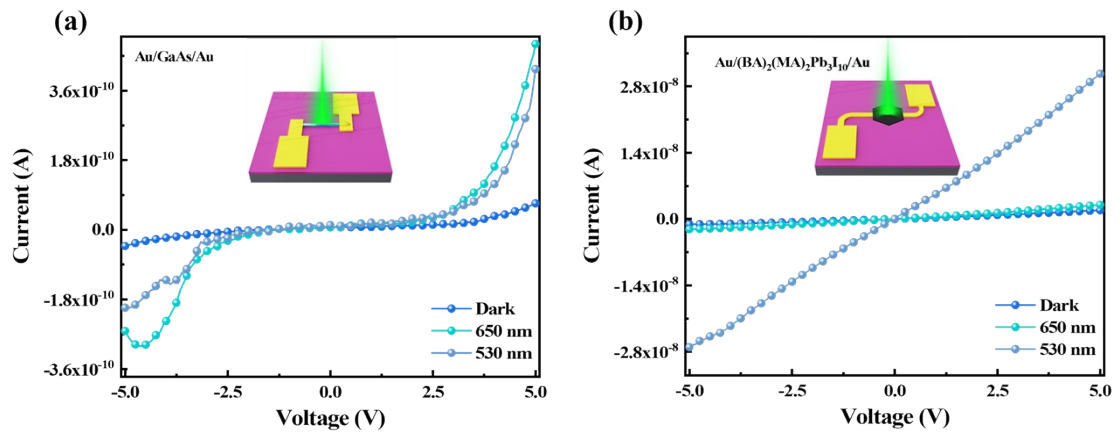 (a)
Au/GaAs/Au
Current (A)
3.6x10⁻¹⁰
1.8x10⁻¹⁰
0.0
-1.8x10⁻¹⁰
-3.6x10⁻¹⁰
Dark
650 nm
530 nm
-5.0 -2.5 0.0 2.5 5.0
Voltage (V)
(b)
Au/(BA)₂(MA)₂Pb₃I₁₀/Au
Current (A)
2.8x10⁻⁸
1.4x10⁻⁸
0.0
-1.4x10⁻⁸
-2.8x10⁻⁸
Dark
650 nm
530 nm
-5.0 -2.5 0.0 2.5 5.0
Voltage (V)